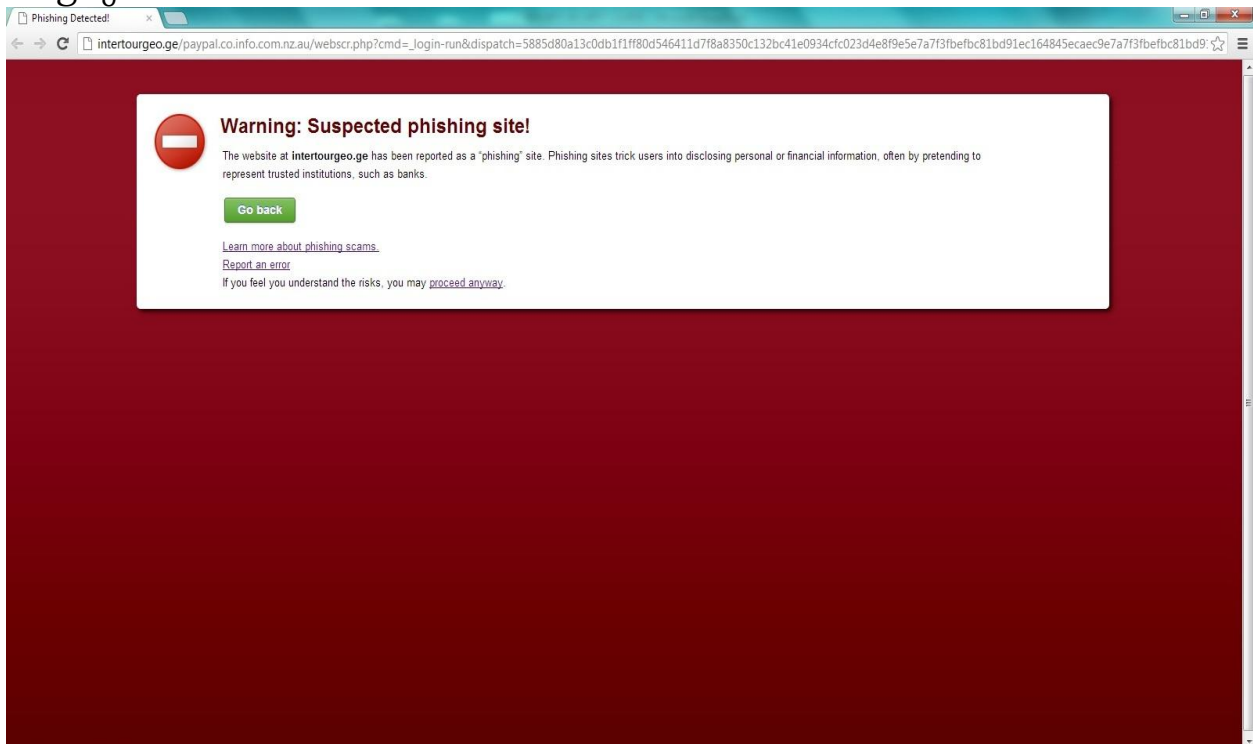 Phishing Detected!
intertourgeo.ge/paypal.co.info.com.nz.au/webscr.php?cmd=_login-run&dispatch=5885d80a13c0db1f1ff80d546411d7f8a8350c132bc41e0934cfc023d4e8f9e5e7a7f3fbefbc81bd91ec164845ecaec9e7a7f3fbefbc81bd9
Warning: Suspected phishing site!
The website at intertourgeo.ge has been reported as a "phishing" site. Phishing sites trick users into disclosing personal or financial information, often by pretending to
represent trusted institutions, such as banks.
Go back
Learn more about phishing scams.
Report an error
If you feel you understand the risks, you may proceed anyway.